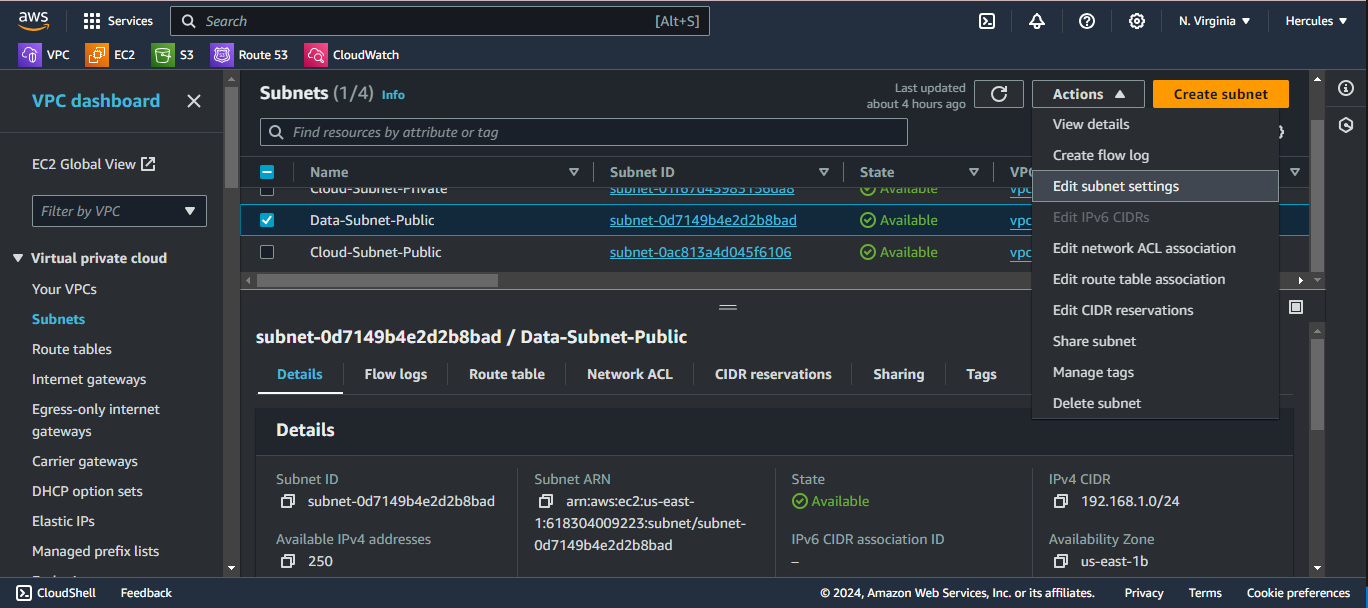 aws Services Search [Alt+S] N. Virginia Hercules
VPC EC2 S3 Route 53 CloudWatch
VPC dashboard
EC2 Global View
Filter by VPC
Virtual private cloud
Your VPCs
Subnets
Route tables
Internet gateways
Egress-only internet
gateways
Carrier gateways
DHCP option sets
Elastic IPs
Managed prefix lists
Subnets (1/4) Info
Last updated
about 4 hours ago
Actions
Create subnet
Find resources by attribute or tag
Name Subnet ID State VPC
Cloud-Subnet-Private subnet-01f67d43983156da8 Available vpc
Data-Subnet-Public subnet-0d7149b4e2d2b8bad Available vpc
Cloud-Subnet-Public subnet-0ac813a4d045f6106 Available vpc
View details
Create flow log
Edit subnet settings
Edit IPv6 CIDRs
Edit network ACL association
Edit route table association
Edit CIDR reservations
Share subnet
Manage tags
Delete subnet
subnet-0d7149b4e2d2b8bad / Data-Subnet-Public
Details Flow logs Route table Network ACL CIDR reservations Sharing Tags
Details
Subnet ID
subnet-0d7149b4e2d2b8bad
Available IPv4 addresses
250
Subnet ARN
arn:aws:ec2:us-east-
1:618304009223:subnet/subnet-
0d7149b4e2d2b8bad
State
Available
IPv6 CIDR association ID
–
IPv4 CIDR
192.168.1.0/24
Availability Zone
us-east-1b
CloudShell Feedback © 2024, Amazon Web Services, Inc. or its affiliates. Privacy Terms Cookie preferences